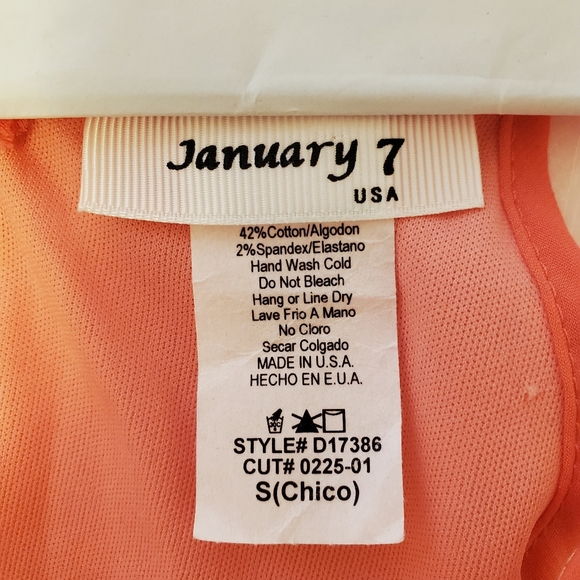 January 7
USA
42%Cotton/Algodon
2%Spandex/Elastano
Hand Wash Cold
Do Not Bleach
Hang or Line Dry
Lave Frio A Mano
No Cloro
Secar Colgado
MADE IN U.S.A.
HECHO EN E.U.A.
STYLE# D17386
CUT# 0225-01
S(Chico)